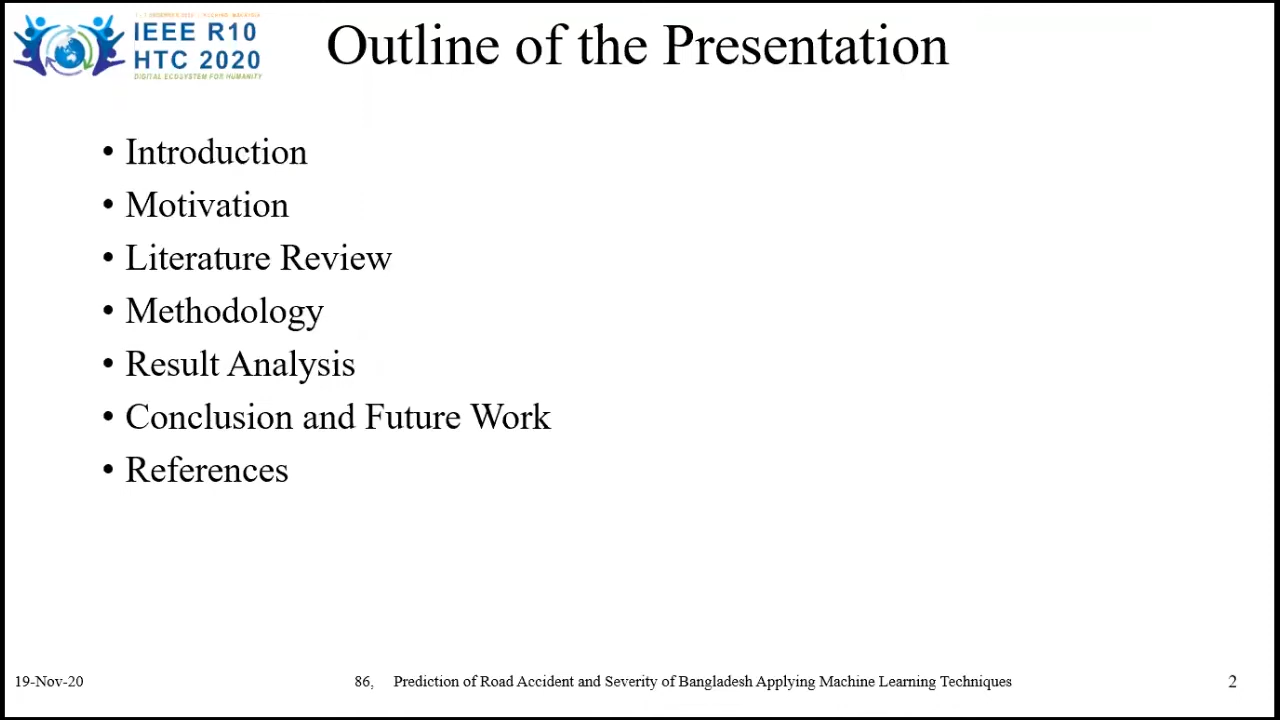 IEEE R10
HTC 2020
DIGITAL ECOSYSTEM FOR HUMANITY
Outline of the Presentation
• Introduction
• Motivation
• Literature Review
• Methodology
• Result Analysis
• Conclusion and Future Work
• References
19-Nov-20
86, Prediction of Road Accident and Severity of Bangladesh Applying Machine Learning Techniques
2